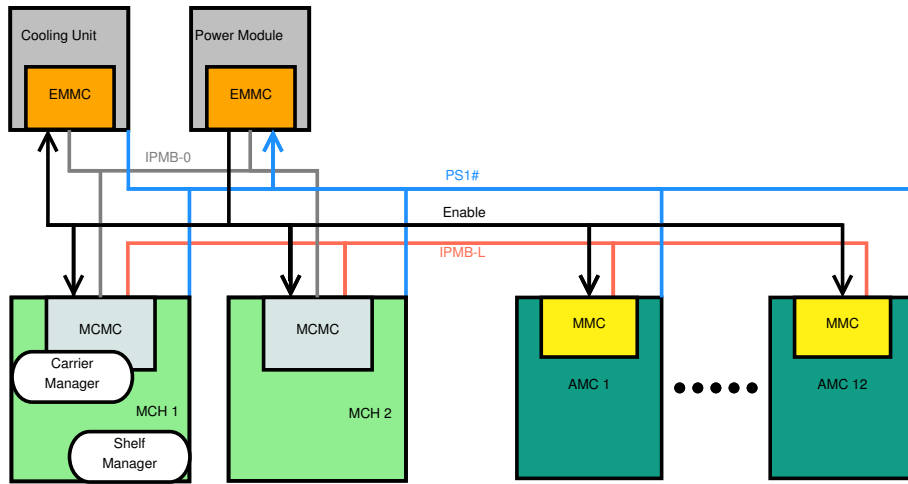 Cooling Unit
Power Module
EMMC
EMMC
IPMB-0
PS1#
Enable
IPMB-L
MCMC
MCMC
MMC
MMC
Carrier
Manager
AMC 1
AMC 12
MCH 1
MCH 2
Shelf
Manager